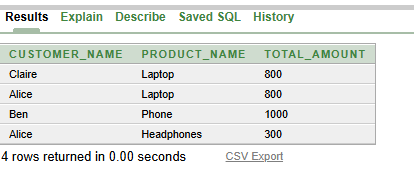 Results Explain Describe Saved SQL History
CUSTOMER_NAME PRODUCT_NAME TOTAL_AMOUNT
Claire Laptop 800
Alice Laptop 800
Ben Phone 1000
Alice Headphones 300
4 rows returned in 0.00 seconds CSV Export